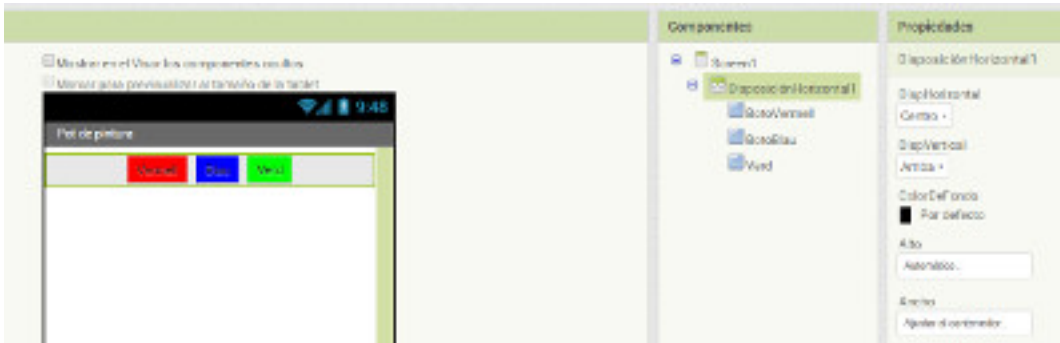 Componentes
Propiedades
Mostrar en el Visor los componentes ocultos
Screen1
DisposiciónHorizontal1
Marcar para previsualizar al tamaño de la tablet
DisposiciónHorizontal1
9:48
DispHorizontal
BotoVermell
Centro
Pot de pintura
BotoBlau
DispVertical
Vermell Blau Verd
Verd
Arriba
ColorDeFondo
Por defecto
Alto
Automático...
Ancho
Ajustar al contenedor...